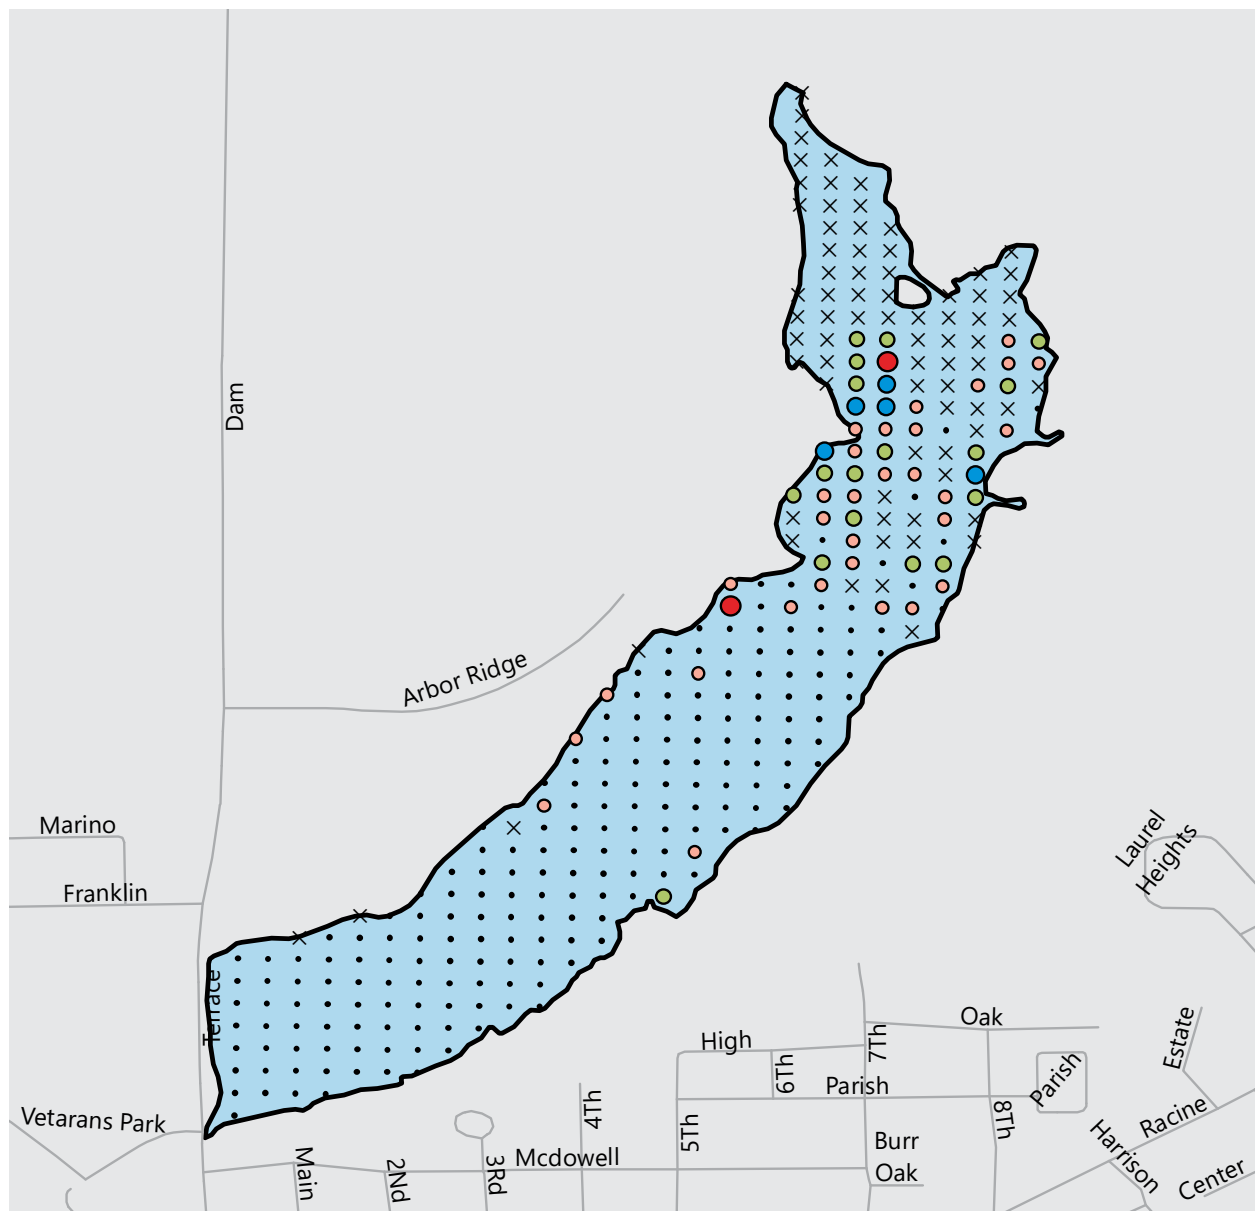 Dam
Arbor Ridge
Marino
Franklin
Laurel
Heights
Terrace
Vetarans Park
High
Oak
Estate
7Th
6Th
Parish
Parish
4Th
5Th
8Th
Racine
Burr
Oak
Harrison
Mcdowell
Main
2Nd
3Rd
Center